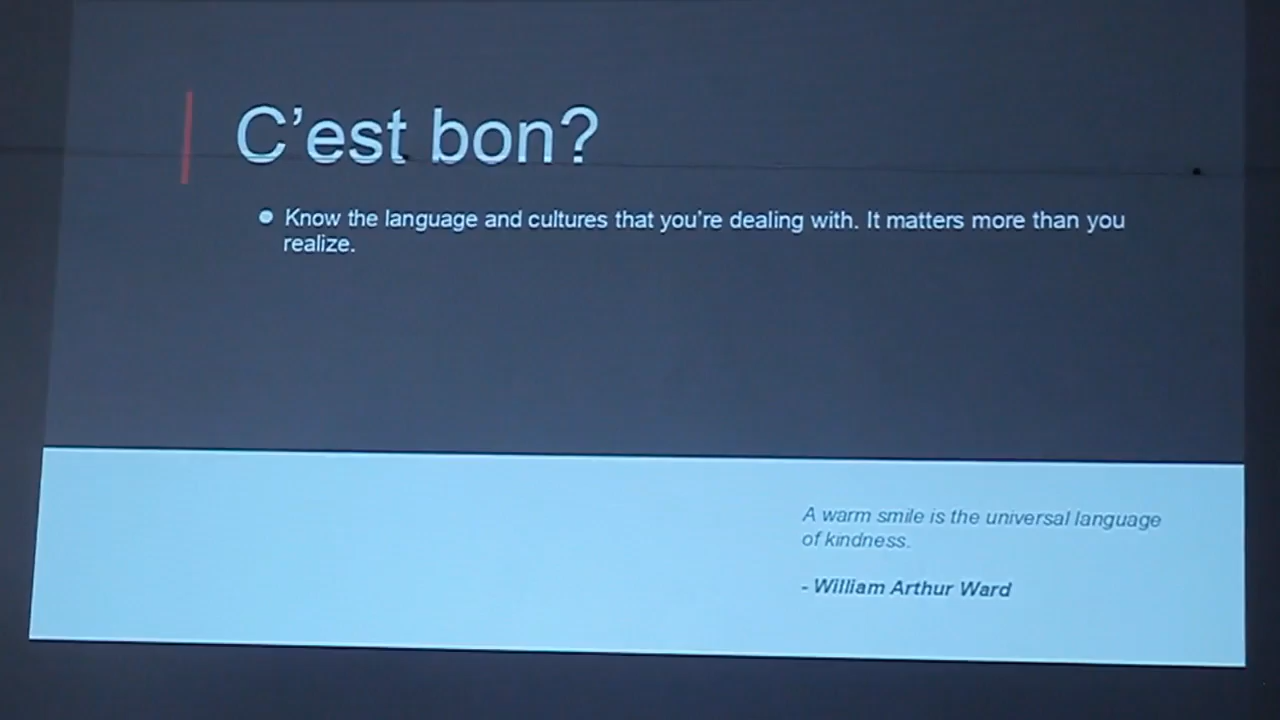 C’est bon?
Know the language and cultures that you’re dealing with. It matters more than you
realize.
A warm smile is the universal language
of kindness.
- William Arthur Ward